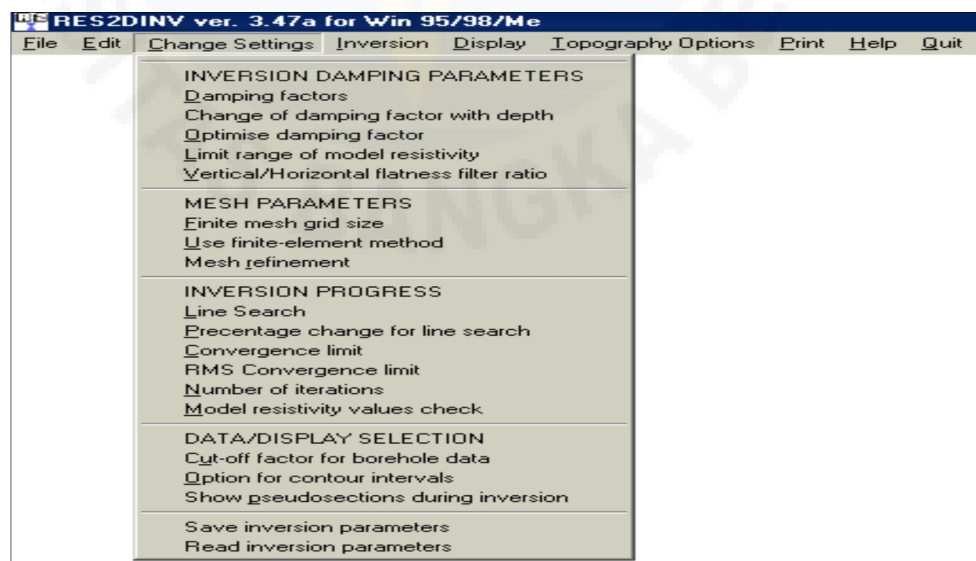 RES2DINV ver. 3.47a for Win 95/98/Me
File Edit Change Settings Inversion Display Topography Options Print Help Quit
INVERSION DAMPING PARAMETERS
Damping factors
Change of damping factor with depth
Optimise damping factor
Limit range of model resistivity
Vertical/Horizontal flatness filter ratio
MESH PARAMETERS
Finite mesh grid size
Use finite-element method
Mesh refinement
INVERSION PROGRESS
Line Search
Precentage change for line search
Convergence limit
RMS Convergence limit
Number of iterations
Model resistivity values check
DATA/DISPLAY SELECTION
Cut-off factor for borehole data
Option for contour intervals
Show pseudosections during inversion
Save inversion parameters
Read inversion parameters